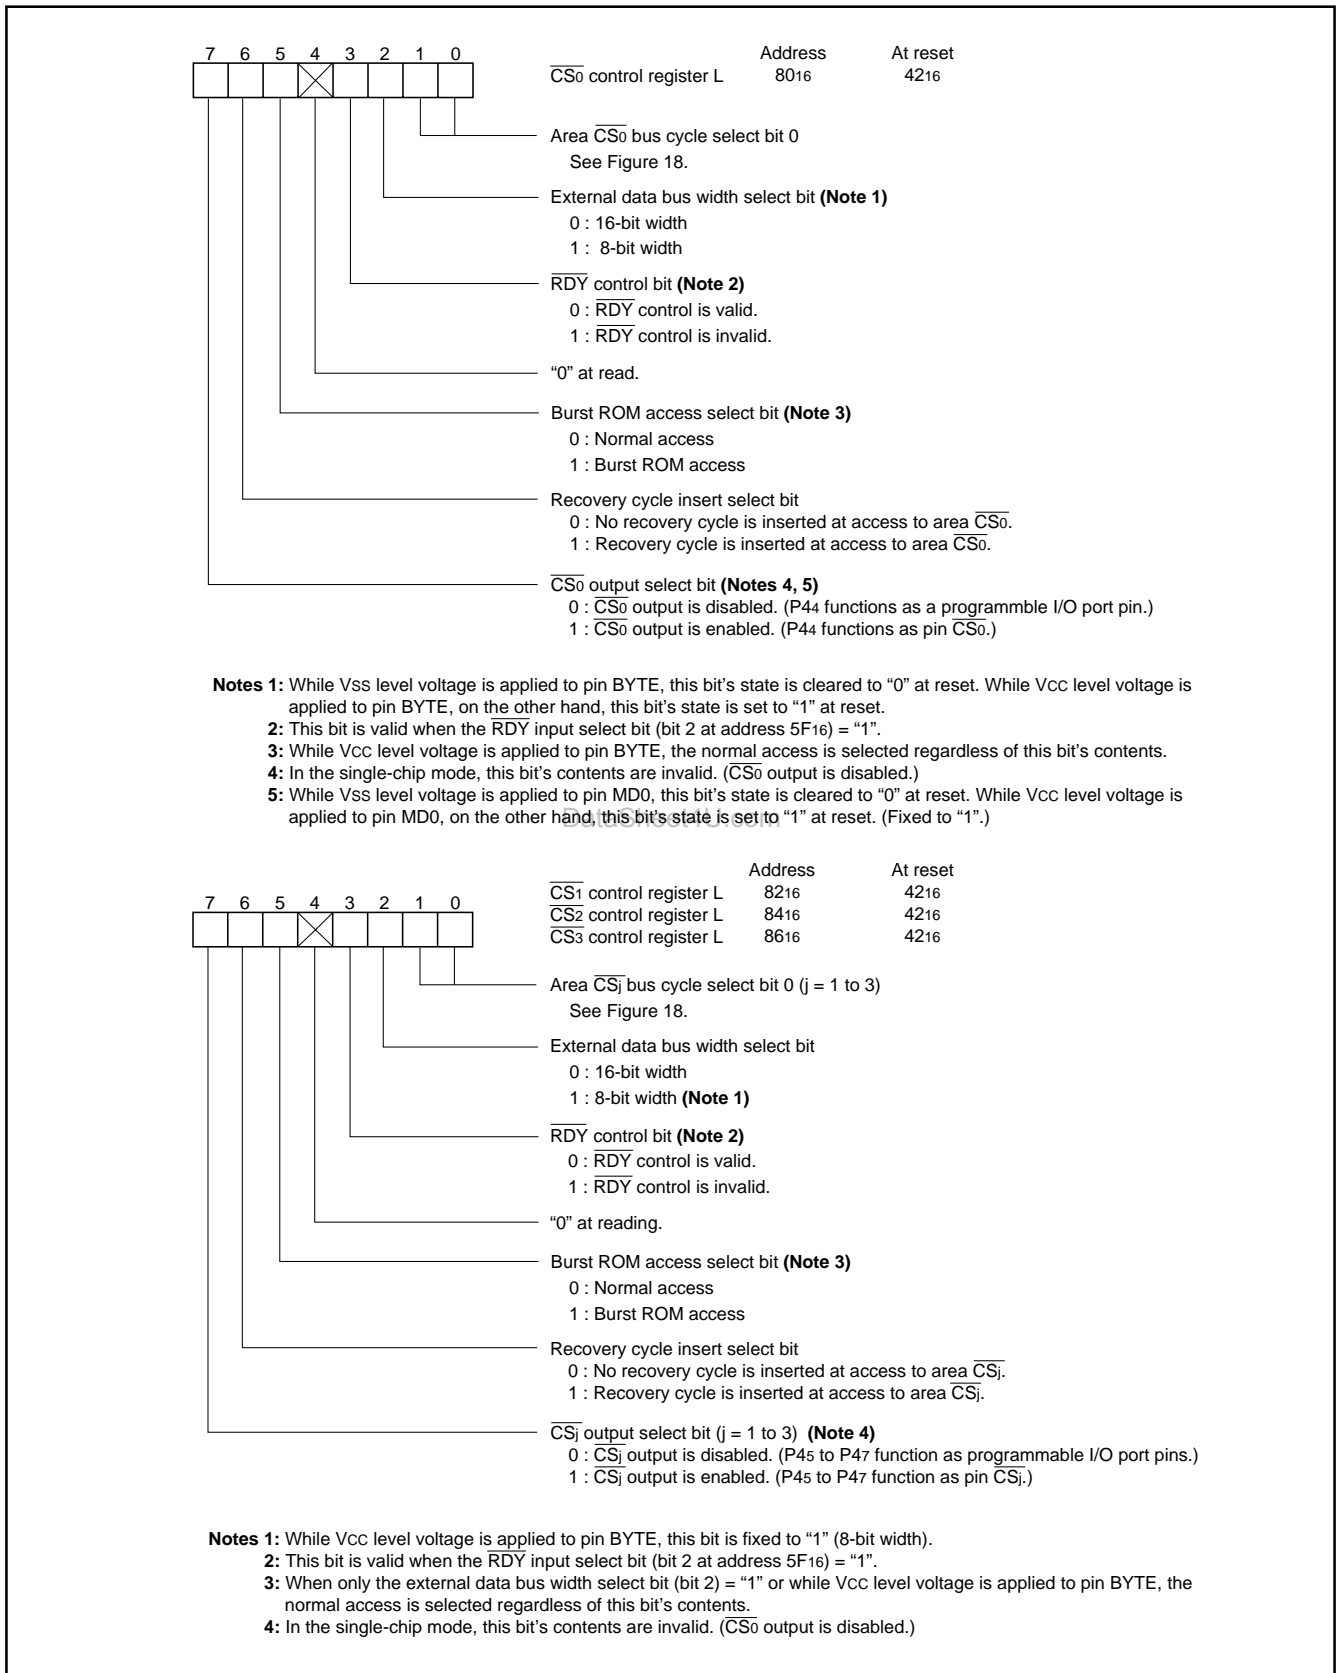 7 6 5 4 3 2 1 0
Address At reset
CS0 control register L 8016 4216
Area CS0 bus cycle select bit 0
See Figure 18.
External data bus width select bit (Note 1)
0 : 16-bit width
1 : 8-bit width
RDY control bit (Note 2)
0 : RDY control is valid.
1 : RDY control is invalid.
“0” at read.
Burst ROM access select bit (Note 3)
0 : Normal access
1 : Burst ROM access
Recovery cycle insert select bit
0 : No recovery cycle is inserted at access to area CS0.
1 : Recovery cycle is inserted at access to area CS0.
CS0 output select bit (Notes 4, 5)
0 : CS0 output is disabled. (P44 functions as a programmble I/O port pin.)
1 : CS0 output is enabled. (P44 functions as pin CS0.)
Notes 1: While VSS level voltage is applied to pin BYTE, this bit’s state is cleared to “0” at reset. While VCC level voltage is
applied to pin BYTE, on the other hand, this bit’s state is set to “1” at reset.
2: This bit is valid when the RDY input select bit (bit 2 at address 5F16) = “1”.
3: While VCC level voltage is applied to pin BYTE, the normal access is selected regardless of this bit’s contents.
4: In the single-chip mode, this bit’s contents are invalid. (CS0 output is disabled.)
5: While VSS level voltage is applied to pin MD0, this bit’s state is cleared to “0” at reset. While VCC level voltage is
applied to pin MD0, on the other hand, this bit’s state is set to “1” at reset. (Fixed to “1”.)
DataSheet4U.com
Address At reset
CS1 control register L 8216 4216
7 6 5 4 3 2 1 0
CS2 control register L 8416 4216
CS3 control register L 8616 4216
Area CSj bus cycle select bit 0 (j = 1 to 3)
See Figure 18.
External data bus width select bit
0 : 16-bit width
1 : 8-bit width (Note 1)
RDY control bit (Note 2)
0 : RDY control is valid.
1 : RDY control is invalid.
“0” at reading.
Burst ROM access select bit (Note 3)
0 : Normal access
1 : Burst ROM access
Recovery cycle insert select bit
0 : No recovery cycle is inserted at access to area CSj.
1 : Recovery cycle is inserted at access to area CSj.
CSj output select bit (j = 1 to 3) (Note 4)
0 : CSj output is disabled. (P45 to P47 function as programmable I/O port pins.)
1 : CSj output is enabled. (P45 to P47 function as pin CSj.)
Notes 1: While VCC level voltage is applied to pin BYTE, this bit is fixed to “1” (8-bit width).
2: This bit is valid when the RDY input select bit (bit 2 at address 5F16) = “1”.
3: When only the external data bus width select bit (bit 2) = “1” or while VCC level voltage is applied to pin BYTE, the
normal access is selected regardless of this bit’s contents.
4: In the single-chip mode, this bit’s contents are invalid. (CS0 output is disabled.)